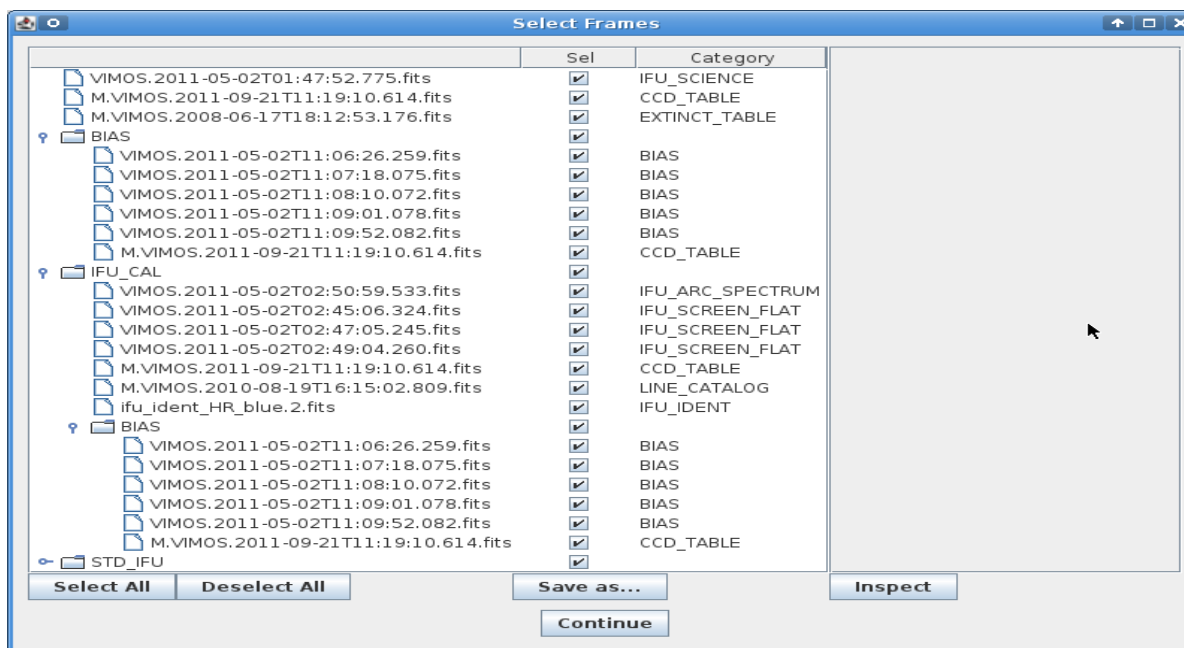 Select Frames
Sel Category
VIMOS.2011-05-02T01:47:52.775.fits IFU_SCIENCE
M.VIMOS.2011-09-21T11:19:10.614.fits CCD_TABLE
M.VIMOS.2008-06-17T18:12:53.176.fits EXTINCT_TABLE
BIAS
VIMOS.2011-05-02T11:06:26.259.fits BIAS
VIMOS.2011-05-02T11:07:18.075.fits BIAS
VIMOS.2011-05-02T11:08:10.072.fits BIAS
VIMOS.2011-05-02T11:09:01.078.fits BIAS
VIMOS.2011-05-02T11:09:52.082.fits BIAS
M.VIMOS.2011-09-21T11:19:10.614.fits CCD_TABLE
IFU_CAL
VIMOS.2011-05-02T02:50:59.533.fits IFU_ARC_SPECTRUM
VIMOS.2011-05-02T02:45:06.324.fits IFU_SCREEN_FLAT
VIMOS.2011-05-02T02:47:05.245.fits IFU_SCREEN_FLAT
VIMOS.2011-05-02T02:49:04.260.fits IFU_SCREEN_FLAT
M.VIMOS.2011-09-21T11:19:10.614.fits CCD_TABLE
M.VIMOS.2010-08-19T16:15:02.809.fits LINE_CATALOG
ifu_ident_HR_blue.2.fits IFU_IDENT
BIAS
VIMOS.2011-05-02T11:06:26.259.fits BIAS
VIMOS.2011-05-02T11:07:18.075.fits BIAS
VIMOS.2011-05-02T11:08:10.072.fits BIAS
VIMOS.2011-05-02T11:09:01.078.fits BIAS
VIMOS.2011-05-02T11:09:52.082.fits BIAS
M.VIMOS.2011-09-21T11:19:10.614.fits CCD_TABLE
STD_IFU
Select All Deselect All Save as... Inspect
Continue